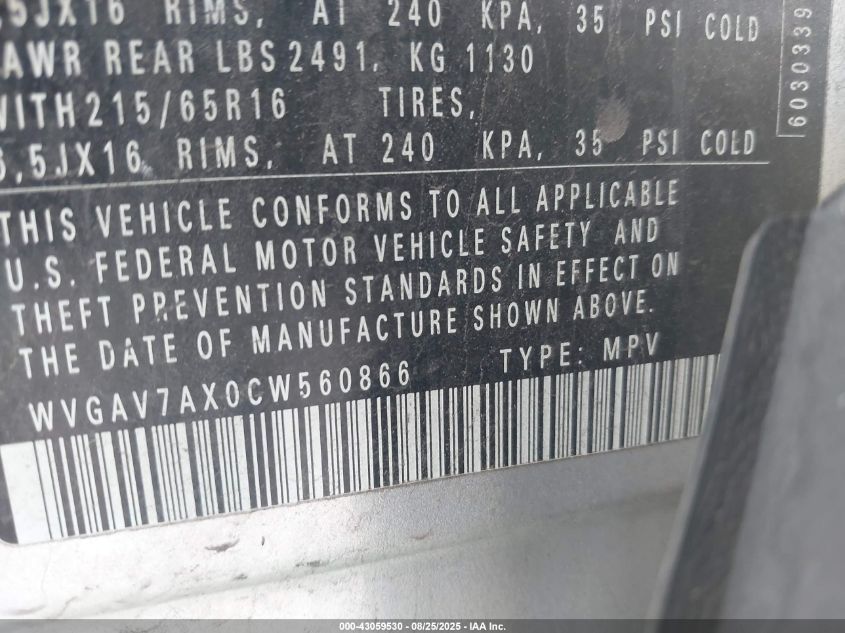 ,5JX16 RIMS, AT 240 KPA, 35 PSI COLD
AWR REAR LBS 2491, KG 1130
WITH 215/65R16 TIRES,
6,5JX16 RIMS, AT 240 KPA, 35 PSI COLD
6030339
THIS VEHICLE CONFORMS TO ALL APPLICABLE
U.S. FEDERAL MOTOR VEHICLE SAFETY AND
THEFT PREVENTION STANDARDS IN EFFECT ON
THE DATE OF MANUFACTURE SHOWN ABOVE.
WVGAV7AX0CW560866 TYPE: MPV
000-43059530 - 08/25/2025 - IAA Inc.